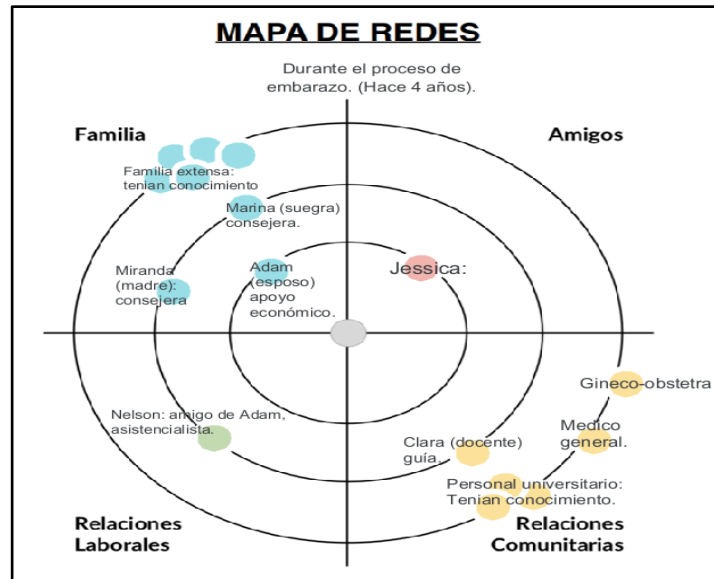 MAPA DE REDES
Durante el proceso de
embarazo. (Hace 4 años).
Familia
Amigos
Familia extensa:
tenian conocimiento
Marina (suegra)
consejera.
Miranda
(madre):
consejera
Adam
(esposo)
apoyo
económico.
Jessica:
Gineco-obstetra
Nelson: amigo de Adam,
asistencialista.
Clara (docente)
guía.
Medico
general.
Personal universitario:
Tenian conocimiento.
Relaciones
Laborales
Relaciones
Comunitarias